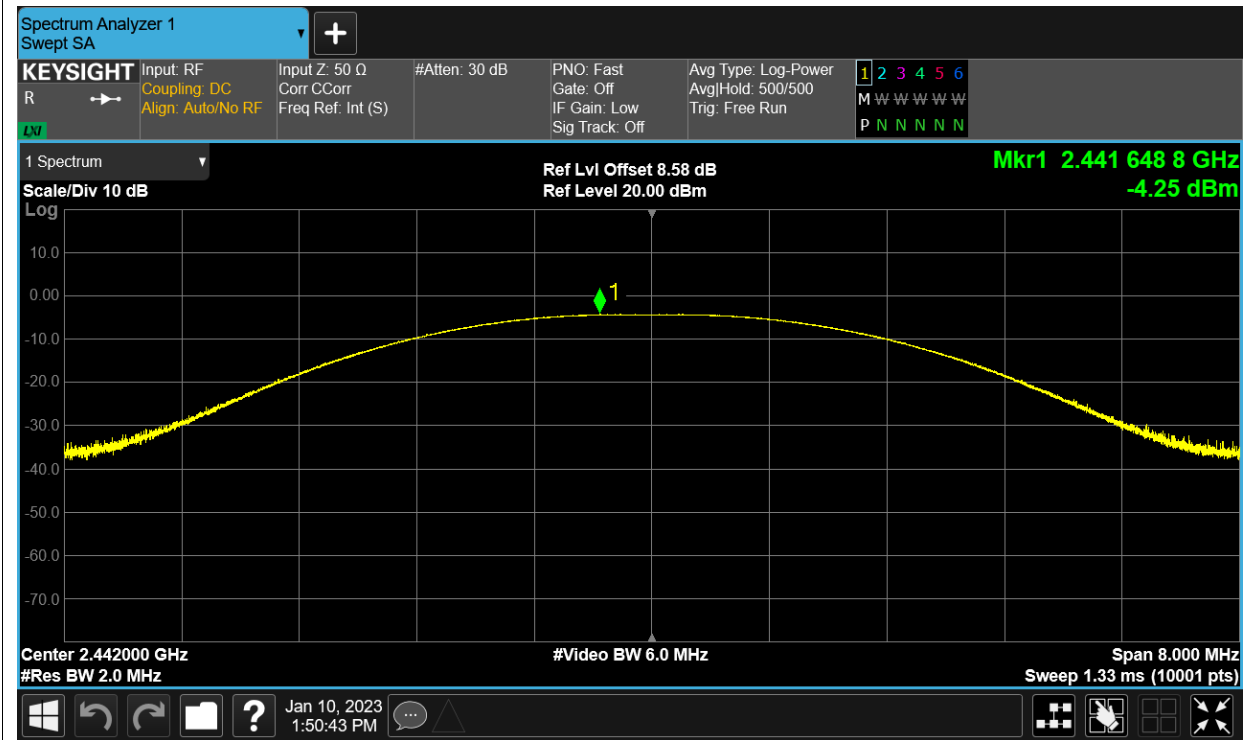 Spectrum Analyzer 1
Swept SA
+
KEYSIGHT
R
LXI
Input: RF
Coupling: DC
Align: Auto/No RF
Input Z: 50 Ω
Corr CCorr
Freq Ref: Int (S)
#Atten: 30 dB
PNO: Fast
Gate: Off
IF Gain: Low
Sig Track: Off
Avg Type: Log-Power
Avg|Hold: 500/500
Trig: Free Run
1 2 3 4 5 6
M W W W W W
P N N N N N
1 Spectrum
Scale/Div 10 dB
Ref Lvl Offset 8.58 dB
Ref Level 20.00 dBm
Mkr1 2.441 648 8 GHz
-4.25 dBm
Log
10.0
0.00
-10.0
-20.0
-30.0
-40.0
-50.0
-60.0
-70.0
1
Center 2.442000 GHz
#Video BW 6.0 MHz
Span 8.000 MHz
#Res BW 2.0 MHz
Sweep 1.33 ms (10001 pts)
?
Jan 10, 2023
1:50:43 PM